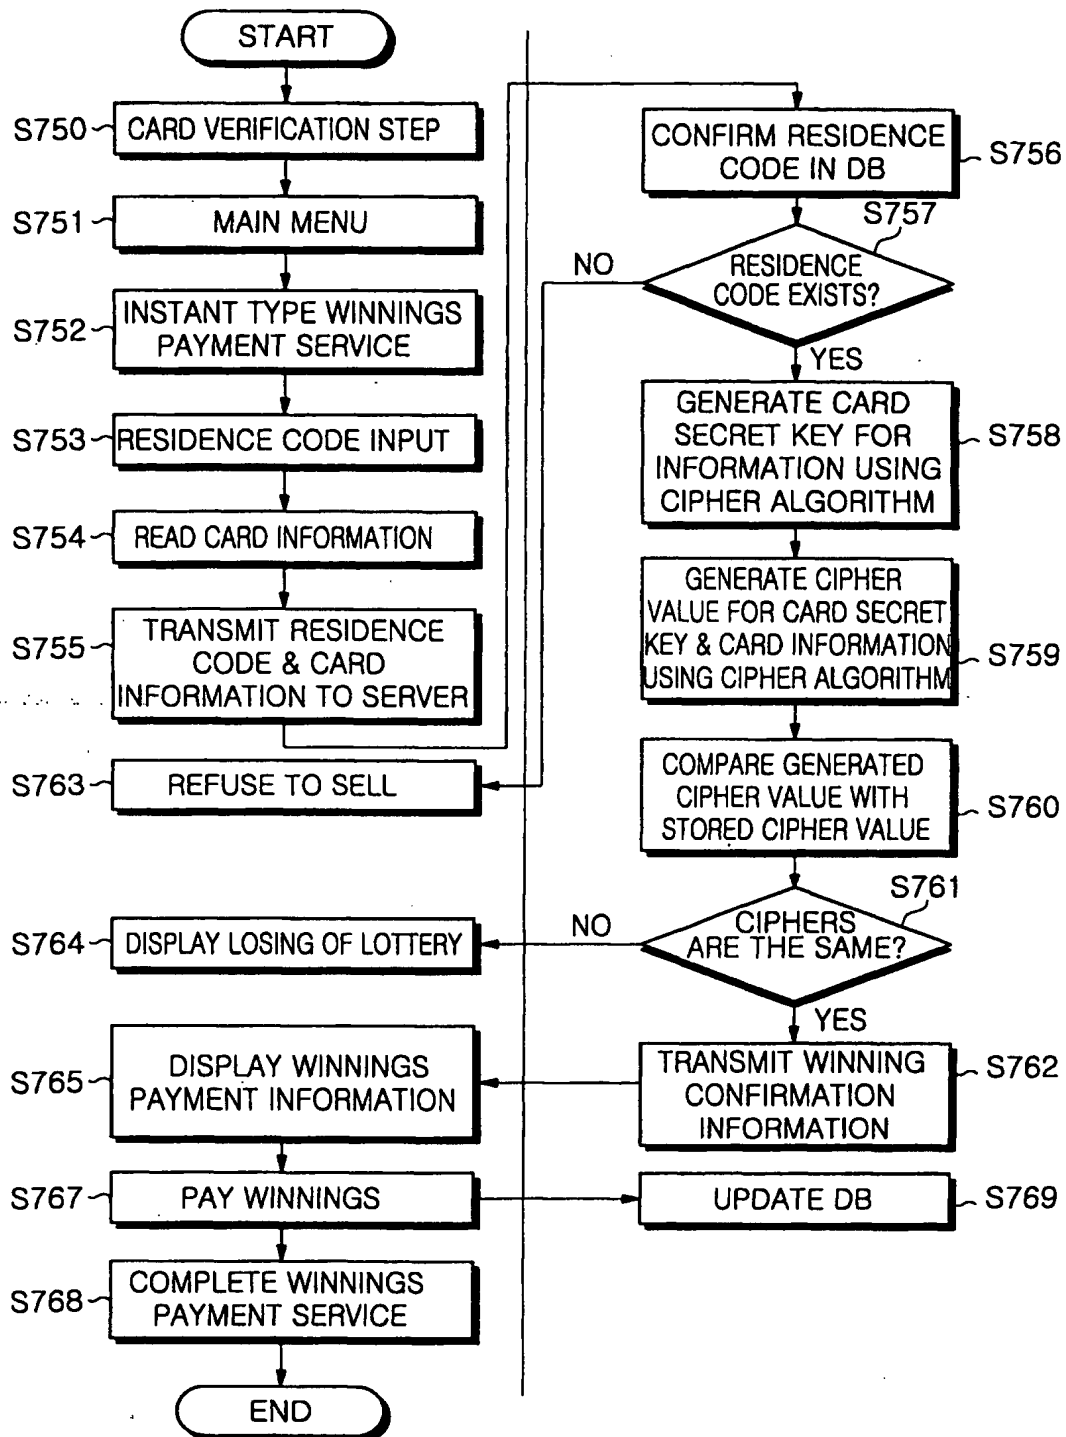 START
S750
CARD VERIFICATION STEP
S751
MAIN MENU
S752
INSTANT TYPE WINNINGS
PAYMENT SERVICE
S753
RESIDENCE CODE INPUT
S754
READ CARD INFORMATION
S755
TRANSMIT RESIDENCE
CODE & CARD
INFORMATION TO SERVER
S756
CONFIRM RESIDENCE
CODE IN DB
S757
RESIDENCE
CODE EXISTS?
NO
YES
S763
REFUSE TO SELL
S758
GENERATE CARD
SECRET KEY FOR
INFORMATION USING
CIPHER ALGORITHM
S759
GENERATE CIPHER
VALUE FOR CARD SECRET
KEY & CARD INFORMATION
USING CIPHER ALGORITHM
S760
COMPARE GENERATED
CIPHER VALUE WITH
STORED CIPHER VALUE
S761
CIPHERS
ARE THE SAME?
NO
YES
S764
DISPLAY LOSING OF LOTTERY
S762
TRANSMIT WINNING
CONFIRMATION
INFORMATION
S765
DISPLAY WINNINGS
PAYMENT INFORMATION
S767
PAY WINNINGS
S769
UPDATE DB
S768
COMPLETE WINNINGS
PAYMENT SERVICE
END